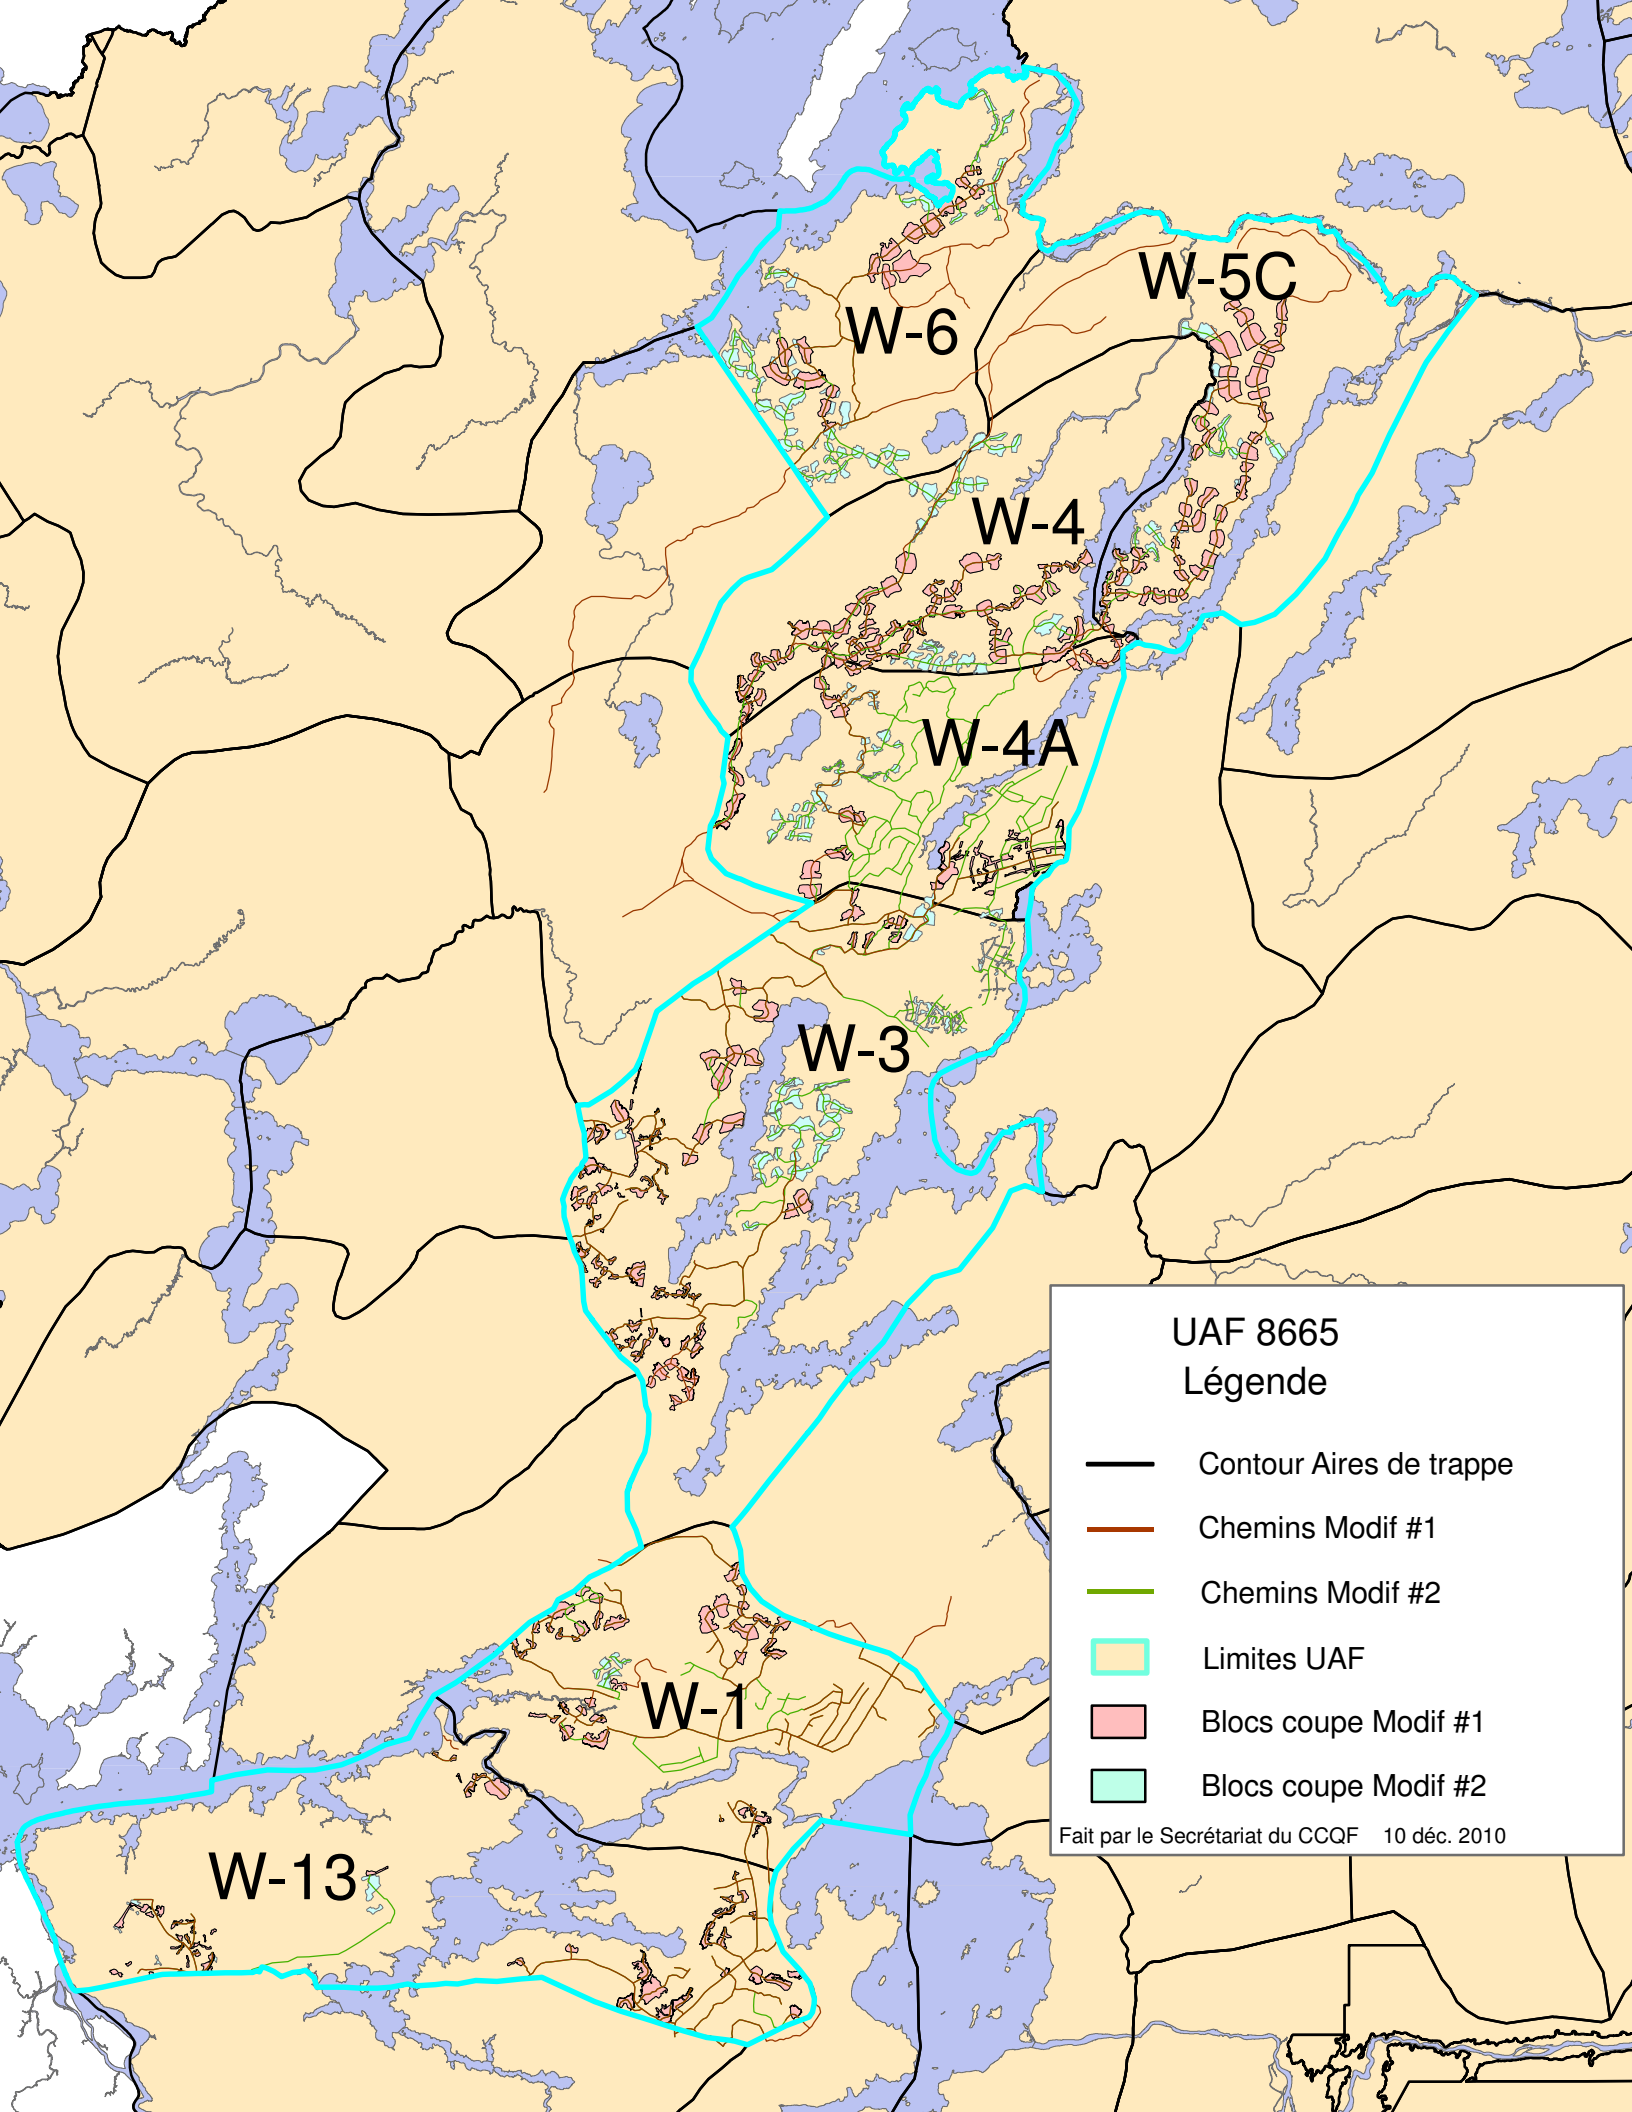 W-5C
W-6
W-4
W-4A
W-3
W-1
W-13
UAF 8665
Légende
Contour Aires de trappe
Chemins Modif #1
Chemins Modif #2
Limites UAF
Blocs coupe Modif #1
Blocs coupe Modif #2
Fait par le Secrétariat du CCQF 10 déc. 2010